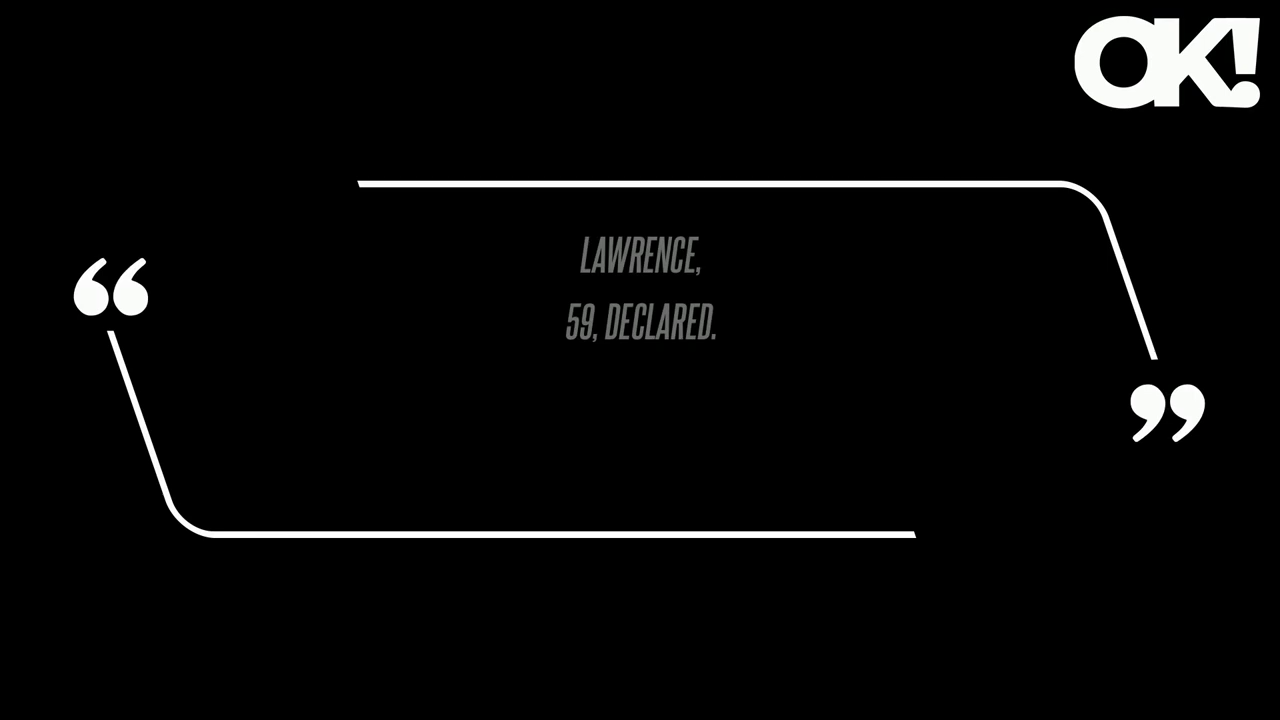 OK!
“
LAWRENCE,
59, DECLARED.
”